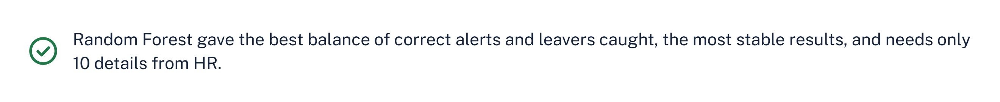 Random Forest gave the best balance of correct alerts and leavers caught, the most stable results, and needs only
10 details from HR.